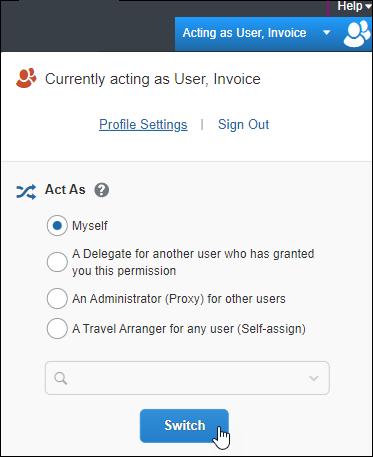 Help
Acting as User, Invoice
Currently acting as User, Invoice
Profile Settings | Sign Out
Act As ?
Myself
A Delegate for another user who has granted
you this permission
An Administrator (Proxy) for other users
A Travel Arranger for any user (Self-assign)
Switch